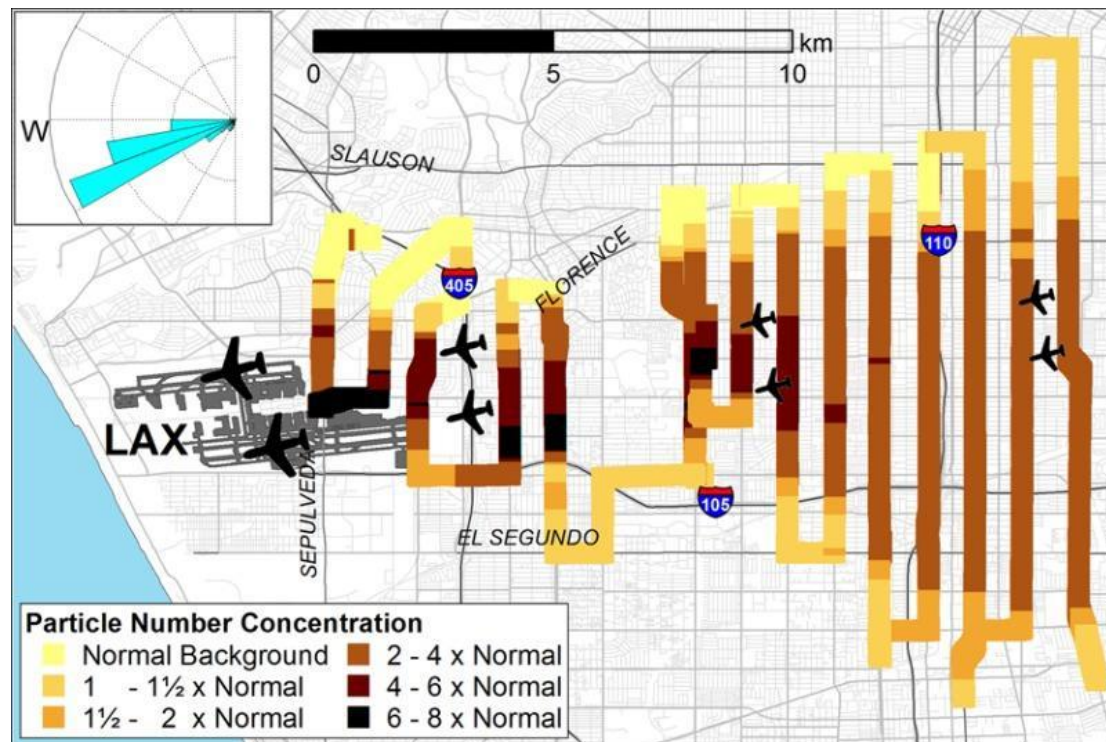 W
km
0 5 10
SLAUSON
FLORENCE
405
110
LAX
SEPULVEDA
105
EL SEGUNDO
Particle Number Concentration
Normal Background
1 - 1½ x Normal
1½ - 2 x Normal
2 - 4 x Normal
4 - 6 x Normal
6 - 8 x Normal